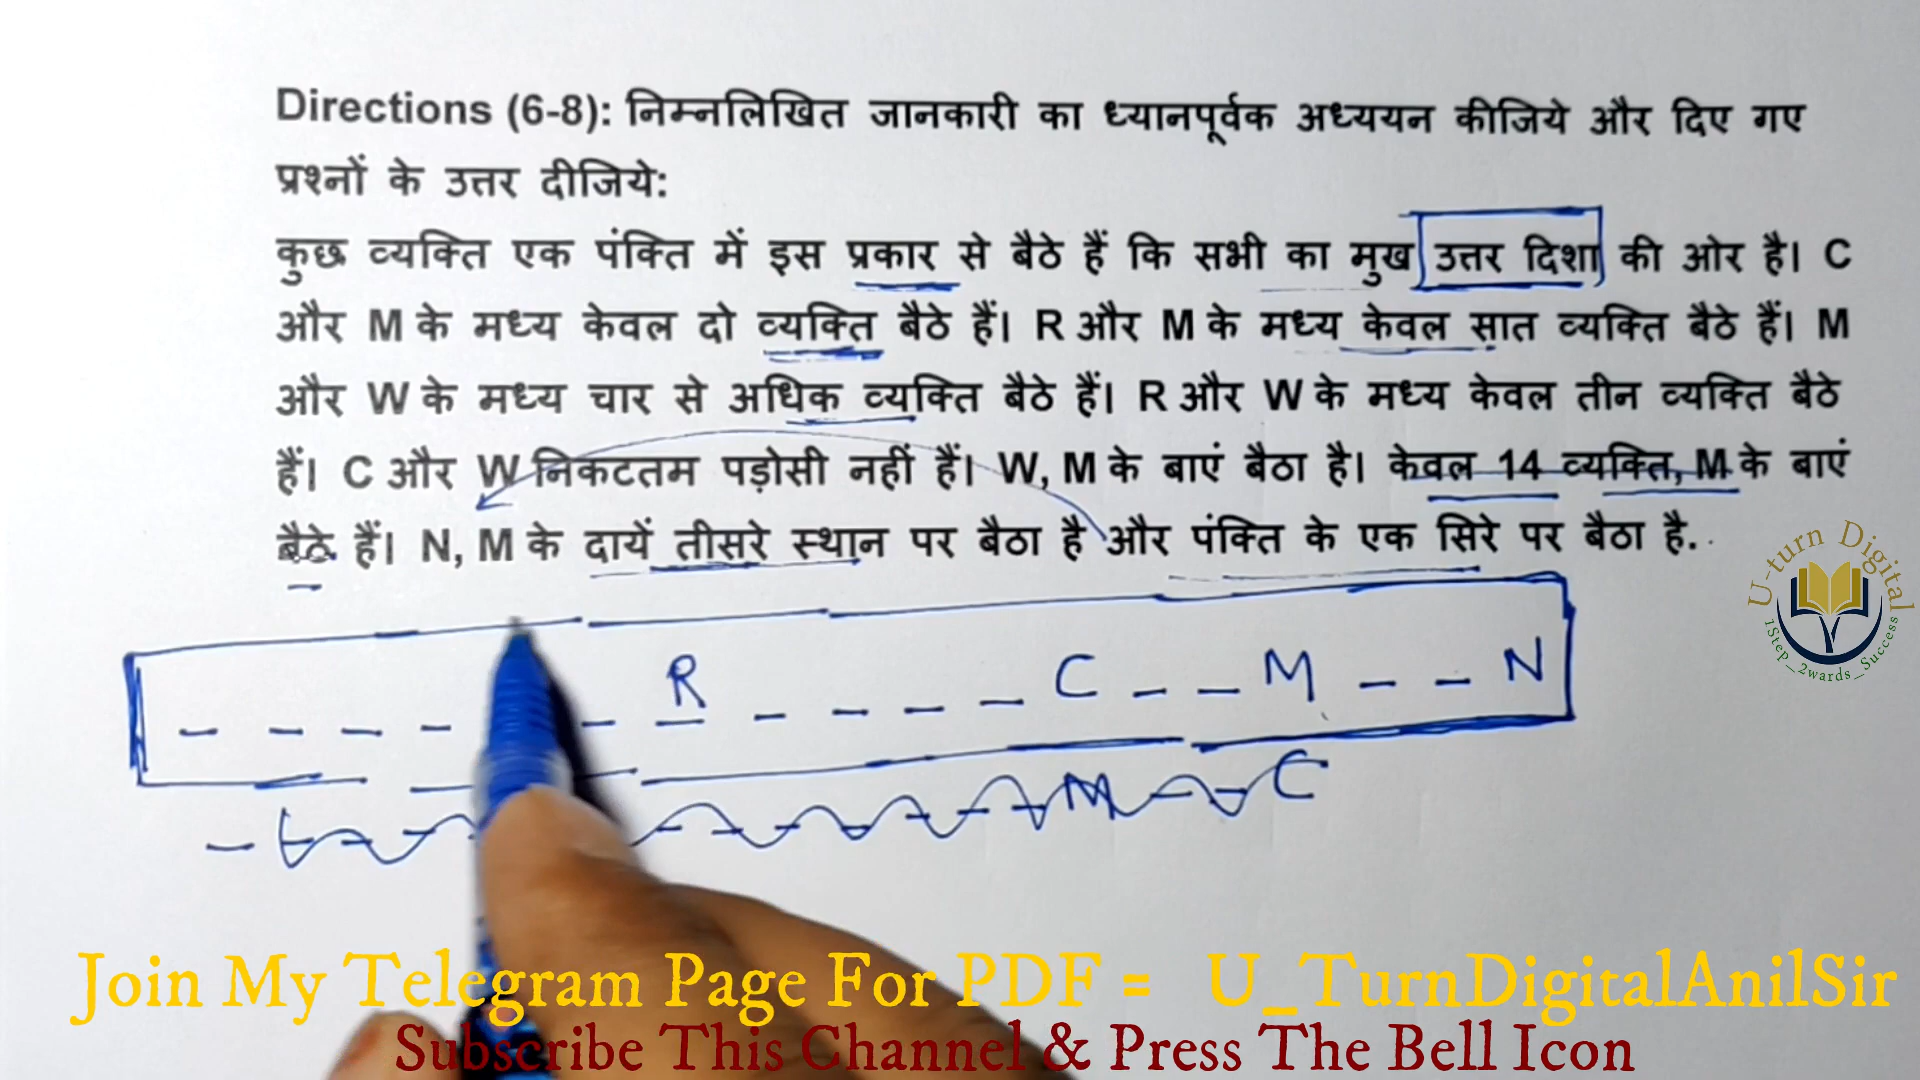 Directions (6-8): निम्नलिखित जानकारी का ध्यानपूर्वक अध्ययन कीजिये और दिए गए
प्रश्नों के उत्तर दीजिये:
कुछ व्यक्ति एक पंक्ति में इस प्रकार से बैठे हैं कि सभी का मुख उत्तर दिशा की ओर है। C
और M के मध्य केवल दो व्यक्ति बैठे हैं। R और M के मध्य केवल सात व्यक्ति बैठे हैं। M
और W के मध्य चार से अधिक व्यक्ति बैठे हैं। R और W के मध्य केवल तीन व्यक्ति बैठे
हैं। C और W निकटतम पड़ोसी नहीं हैं। W, M के बाएं बैठा है। केवल 14 व्यक्ति, M के बाएं
बैठे हैं। N, M के दायें तीसरे स्थान पर बैठा है और पंक्ति के एक सिरे पर बैठा है.
U-turn Digital
1Step_2wards_Success
R C M N
M C
Join My Telegram Page For PDF = U_TurnDigitalAnilSir
Subscribe This Channel & Press The Bell Icon